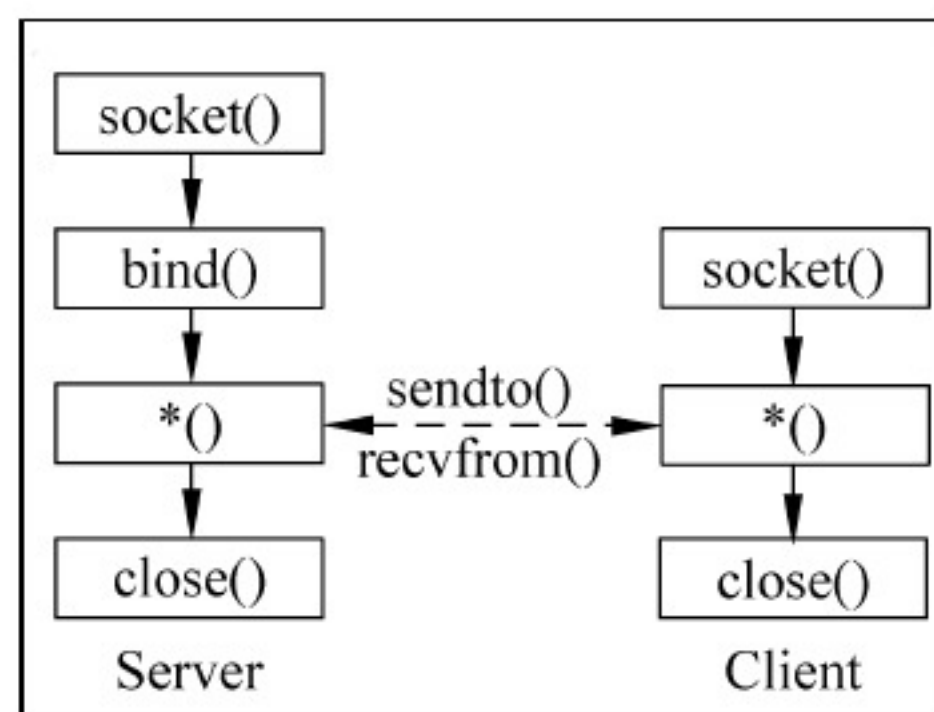 socket()
bind()
*()
close()
Server
sendto()
recvfrom()
socket()
*()
close()
Client